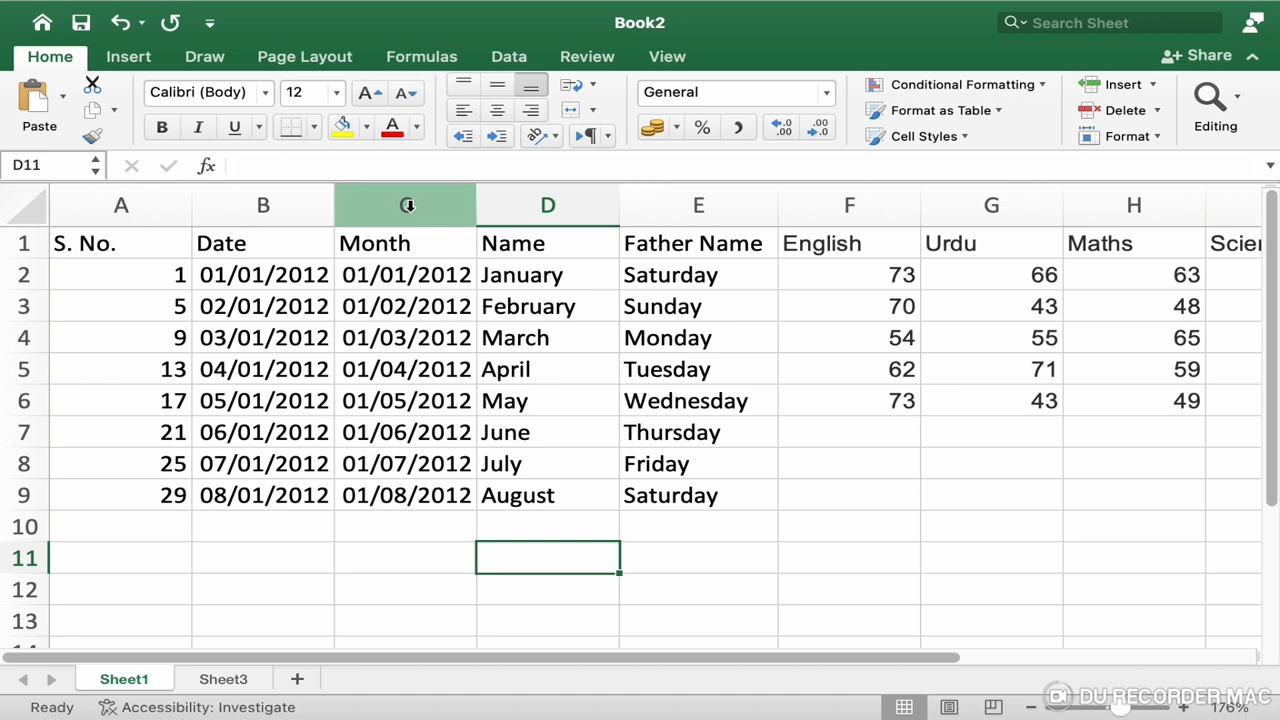 Book2
Search Sheet
Home Insert Draw Page Layout Formulas Data Review View Share
Paste
Calibri (Body) 12
General
Conditional Formatting
Format as Table
Cell Styles
Insert
Delete
Format
Editing
D11 fx
A B C D E F G H
1 S. No. Date Month Name Father Name English Urdu Maths Scien
2 1 01/01/2012 01/01/2012 January Saturday 73 66 63
3 5 02/01/2012 01/02/2012 February Sunday 70 43 48
4 9 03/01/2012 01/03/2012 March Monday 54 55 65
5 13 04/01/2012 01/04/2012 April Tuesday 62 71 59
6 17 05/01/2012 01/05/2012 May Wednesday 73 43 49
7 21 06/01/2012 01/06/2012 June Thursday
8 25 07/01/2012 01/07/2012 July Friday
9 29 08/01/2012 01/08/2012 August Saturday
10
11
12
13
14
Sheet1 Sheet3 +
Ready Accessibility: Investigate 176%
DU RECORDER MAC